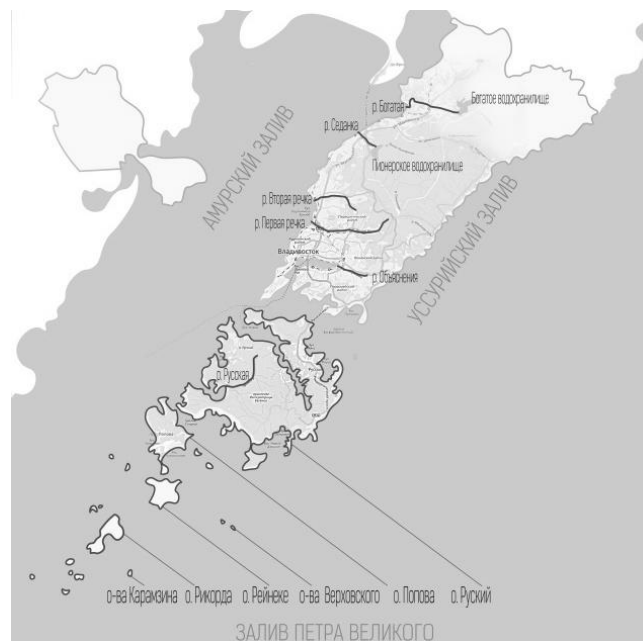 р. Богатая
Богатое водохранилище
р. Седанка
Пионерское водохранилище
АМУРСКИЙ ЗАЛИВ
р. Вторая речка
р. Первая речка
Владивосток
р. Объяснения
УССУРИЙСКИЙ ЗАЛИВ
р. Русская
о-ва Карамзина
о. Рикорда
о. Рейнеке
о-ва Верховского
о. Попова
о. Руский
ЗАЛИВ ПЕТРА ВЕЛИКОГО